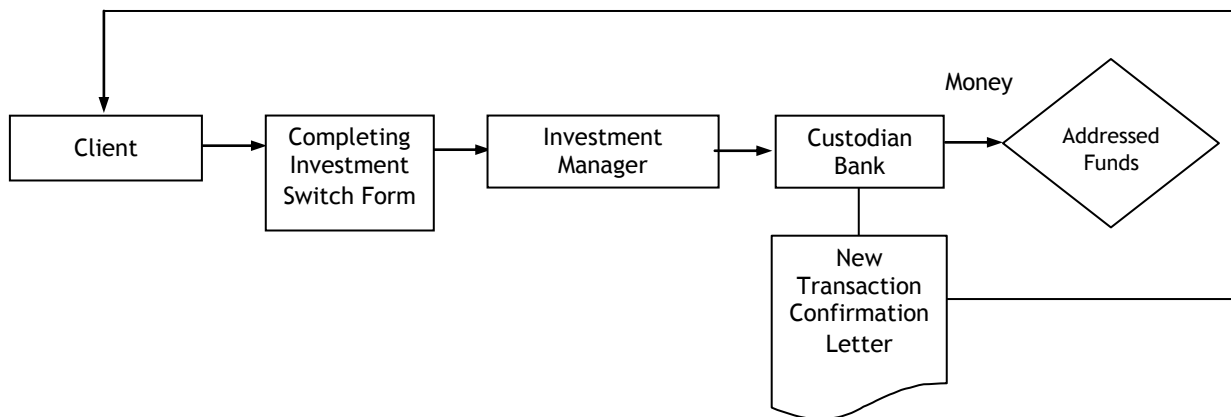 Client
Completing
Investment
Switch Form
Investment
Manager
Custodian
Bank
Money
Addressed
Funds
New
Transaction
Confirmation
Letter